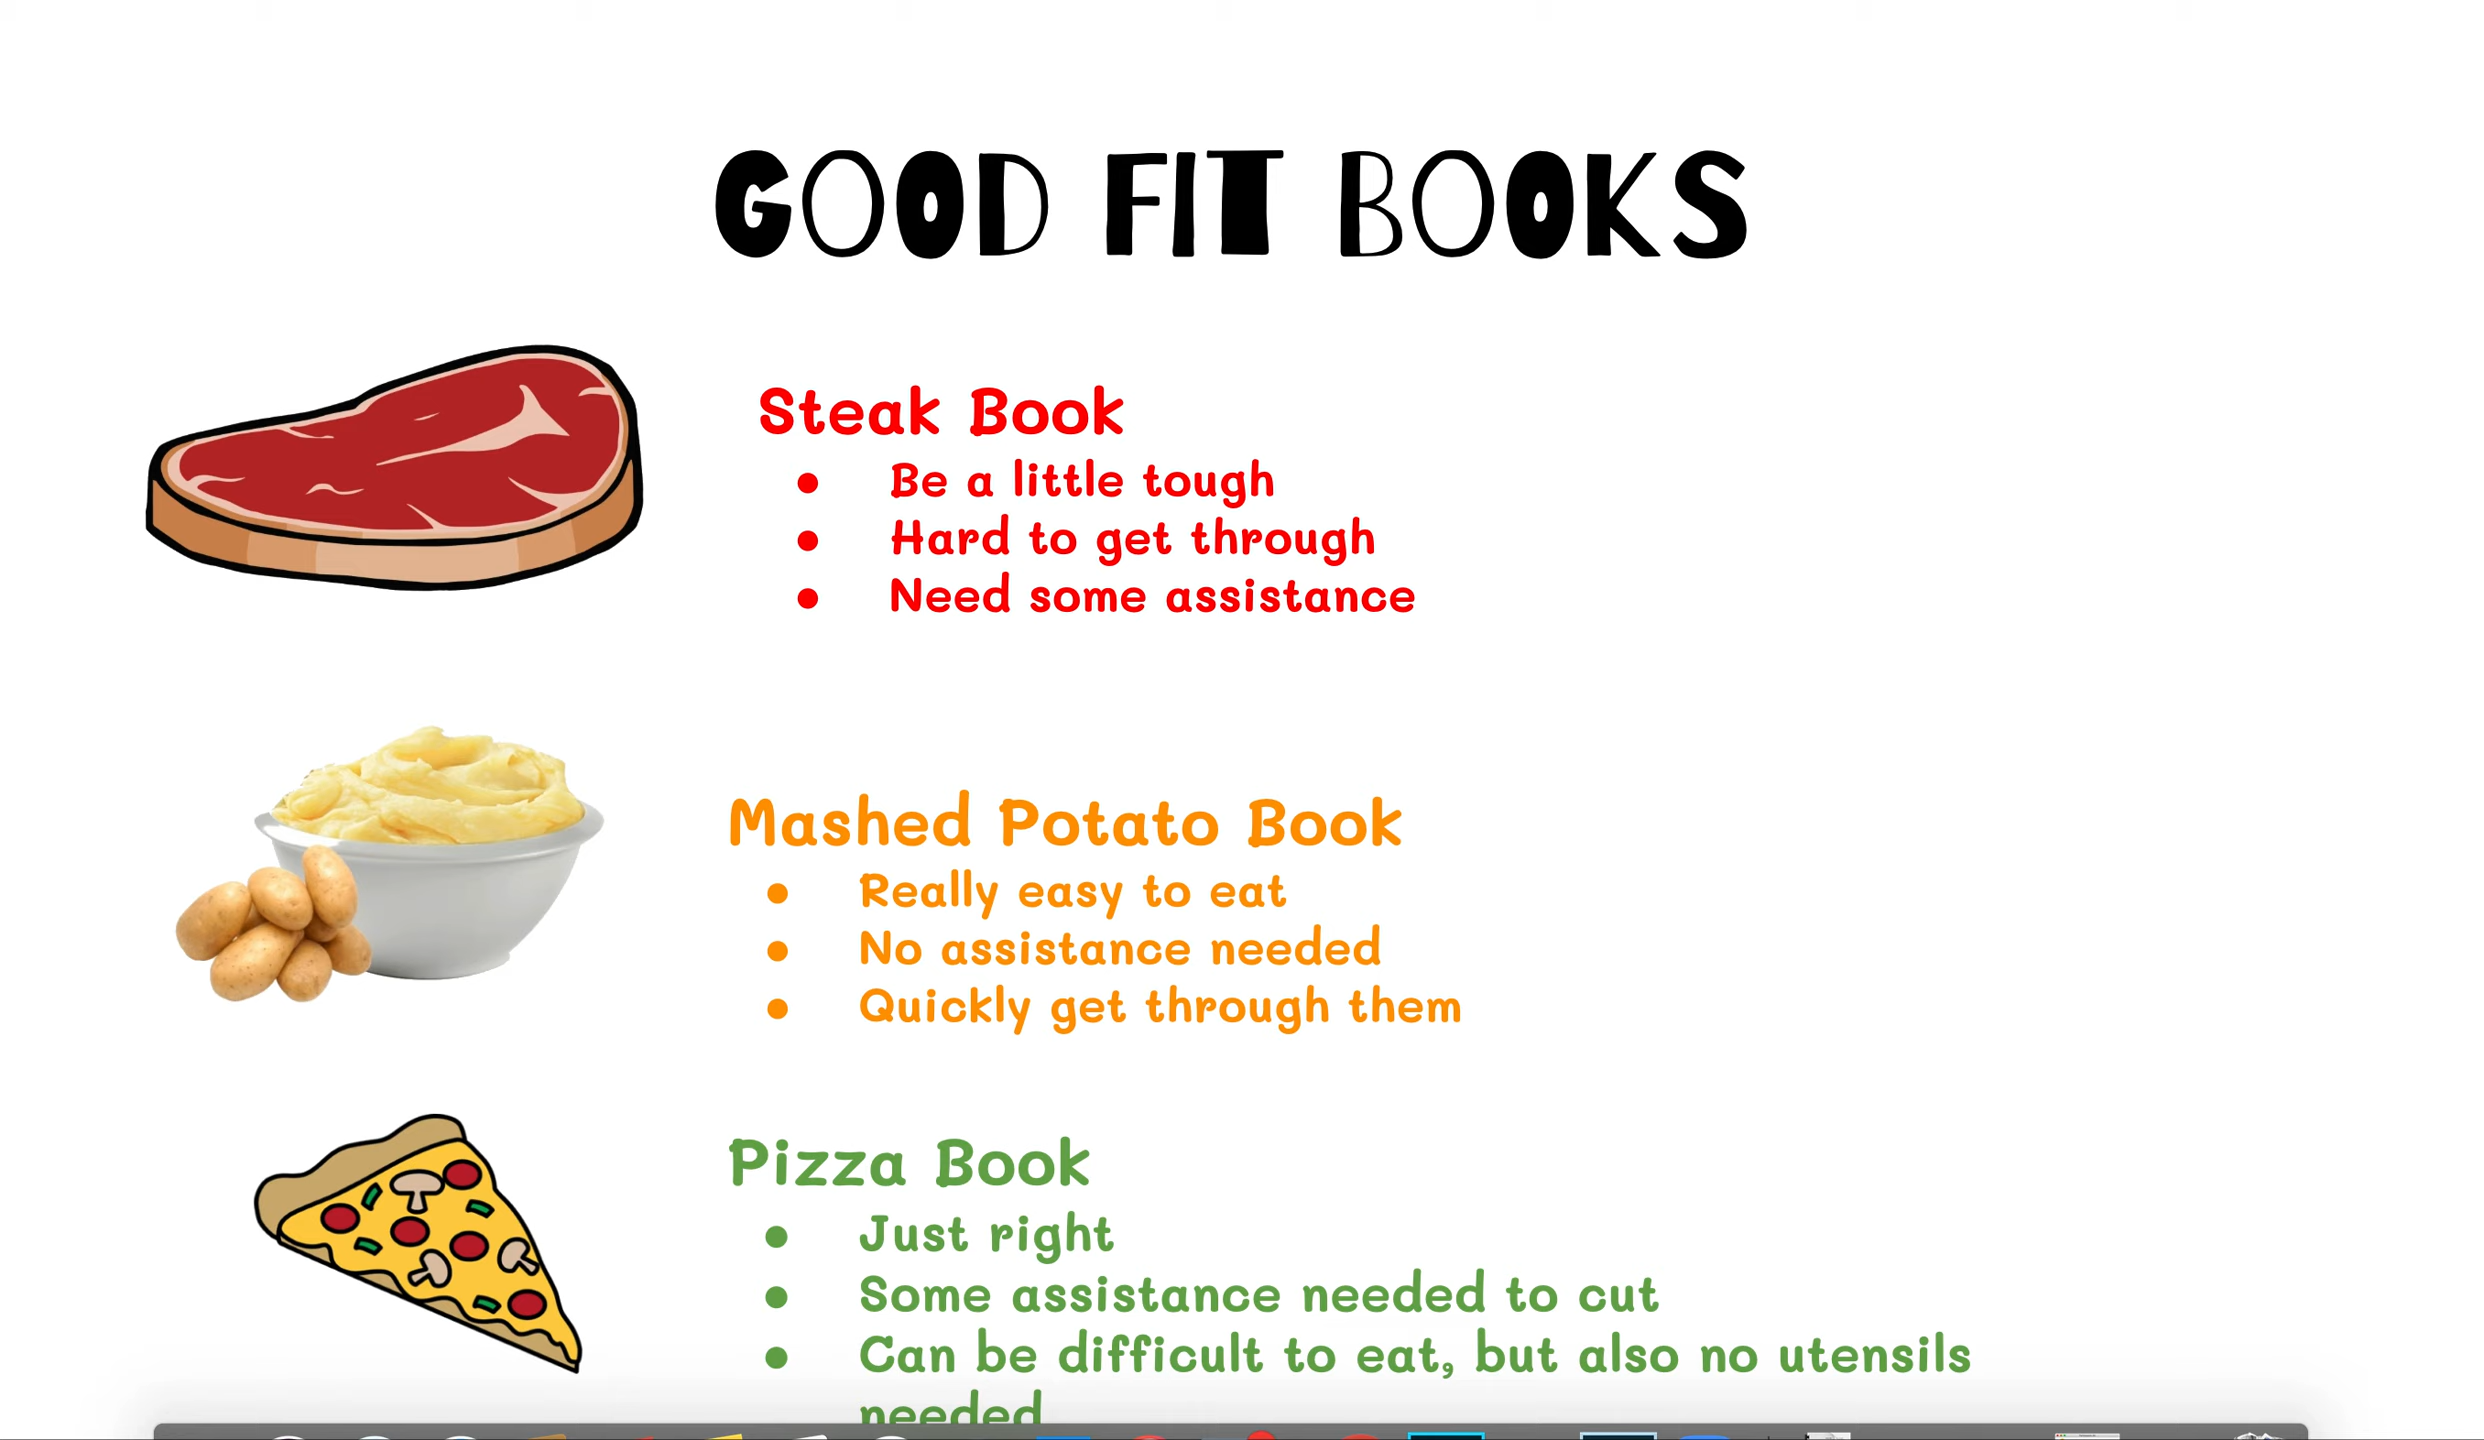 GOOD FIT BOOKS
Steak Book
● Be a little tough
● Hard to get through
● Need some assistance
Mashed Potato Book
● Really easy to eat
● No assistance needed
● Quickly get through them
Pizza Book
● Just right
● Some assistance needed to cut
● Can be difficult to eat, but also no utensils
needed